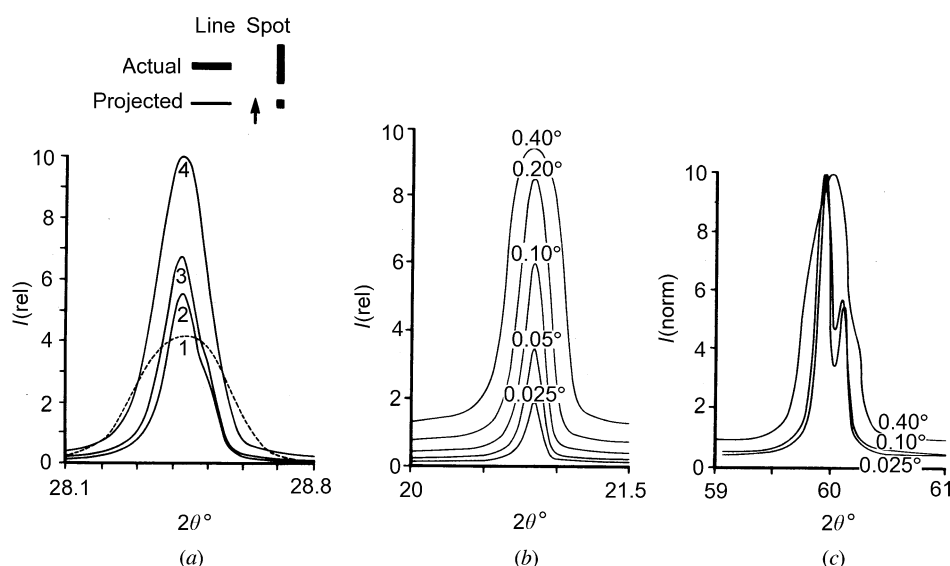 Line Spot
Actual
Projected
10
8
6
4
2
0
I(rel)
4
3
2
1
28.1 28.8
2θ°
(a)
10
8
6
4
2
0
I(rel)
0.40°
0.20°
0.10°
0.05°
0.025°
20 21.5
2θ°
(b)
10
8
6
4
2
0
I(norm)
0.40°
0.10°
0.025°
59 60 61
2θ°
(c)